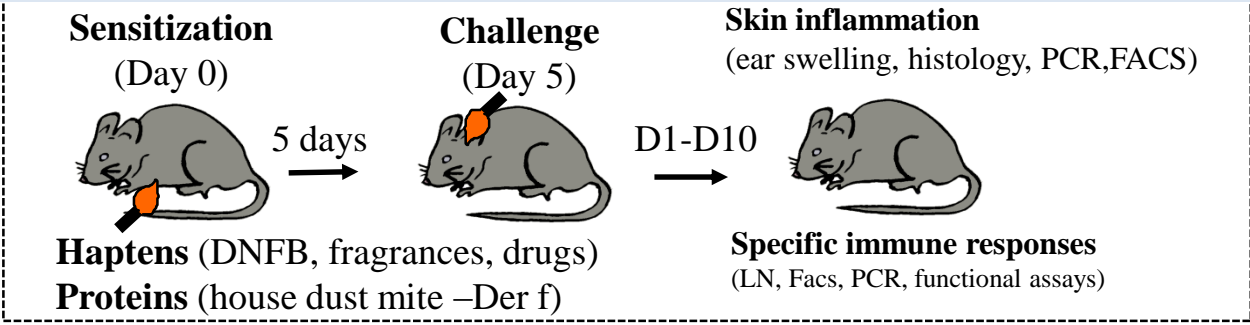 Sensitization
(Day 0)
5 days
Challenge
(Day 5)
D1-D10
Skin inflammation
(ear swelling, histology, PCR,FACS)
Haptens (DNFB, fragrances, drugs)
Proteins (house dust mite –Der f)
Specific immune responses
(LN, Facs, PCR, functional assays)